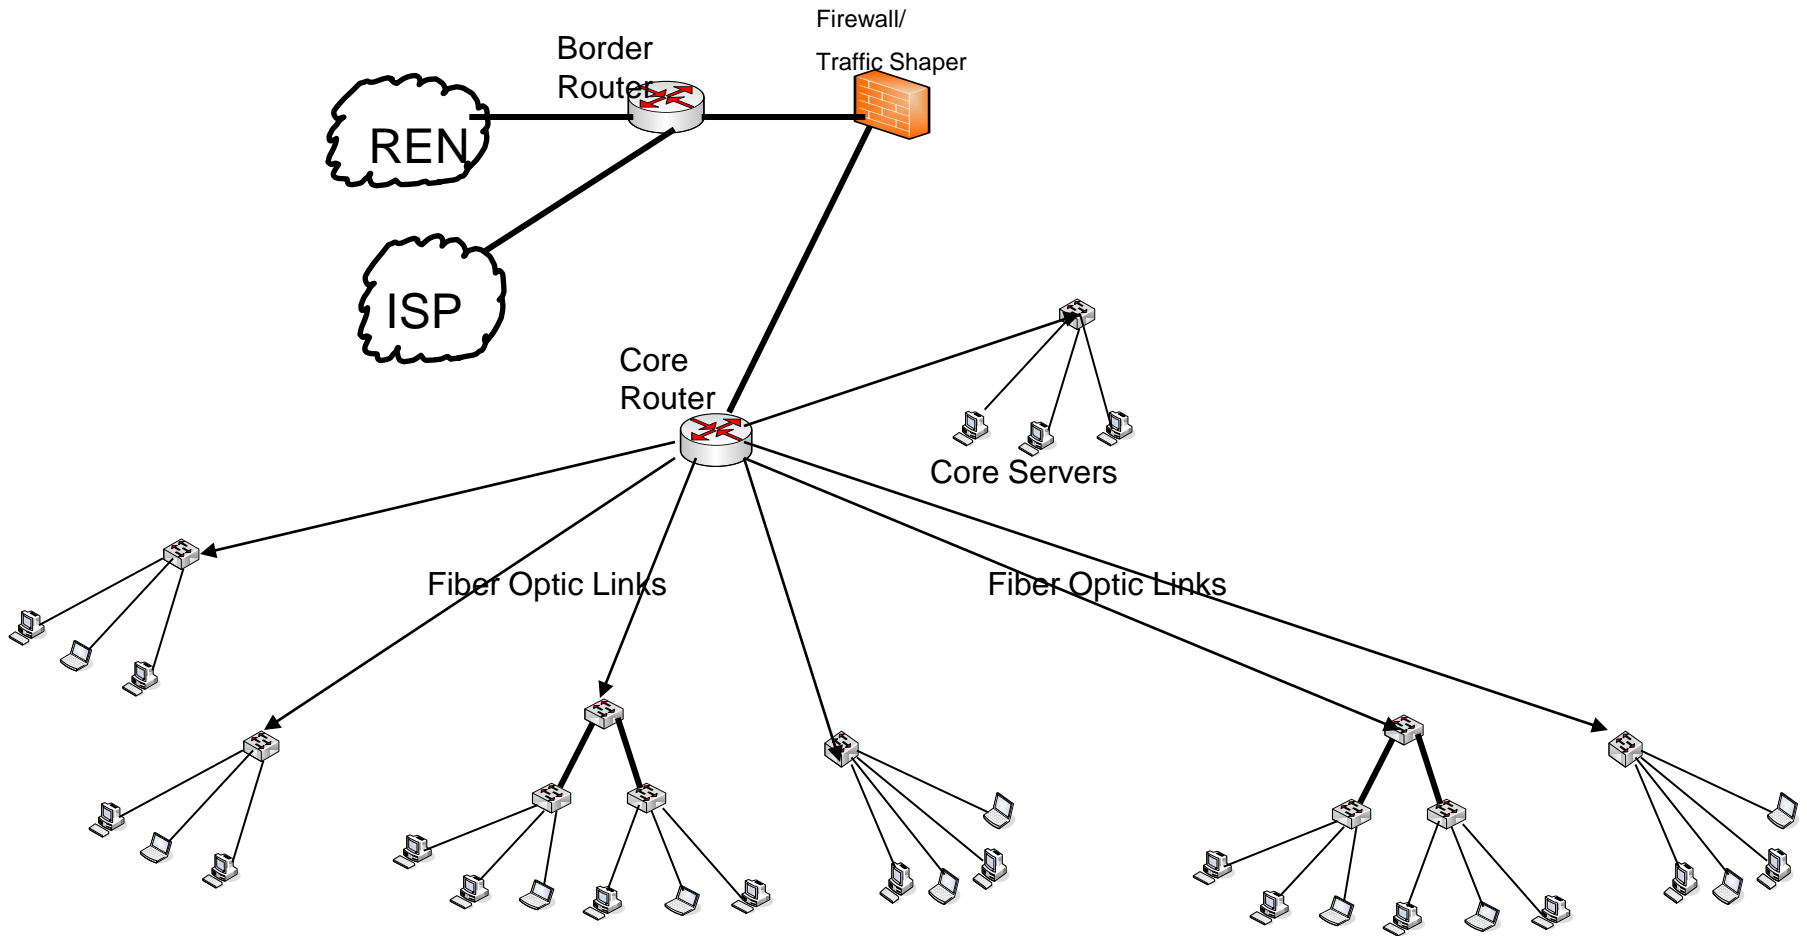 Firewall/
Traffic Shaper
Border
Router
REN
ISP
Core
Router
Core Servers
Fiber Optic Links
Fiber Optic Links